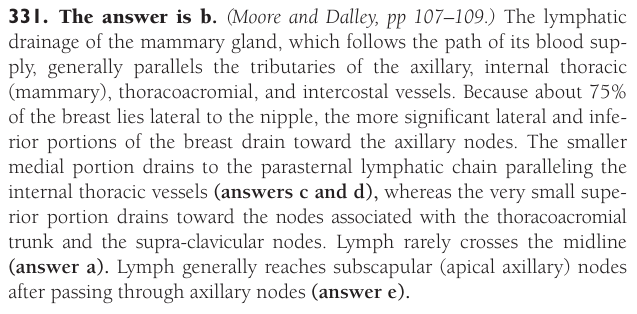 331. The answer is b. (Moore and Dalley, pp 107–109.) The lymphatic
drainage of the mammary gland, which follows the path of its blood sup-
ply, generally parallels the tributaries of the axillary, internal thoracic
(mammary), thoracoacromial, and intercostal vessels. Because about 75%
of the breast lies lateral to the nipple, the more significant lateral and infe-
rior portions of the breast drain toward the axillary nodes. The smaller
medial portion drains to the parasternal lymphatic chain paralleling the
internal thoracic vessels (answers c and d), whereas the very small supe-
rior portion drains toward the nodes associated with the thoracoacromial
trunk and the supra-clavicular nodes. Lymph rarely crosses the midline
(answer a). Lymph generally reaches subscapular (apical axillary) nodes
after passing through axillary nodes (answer e).